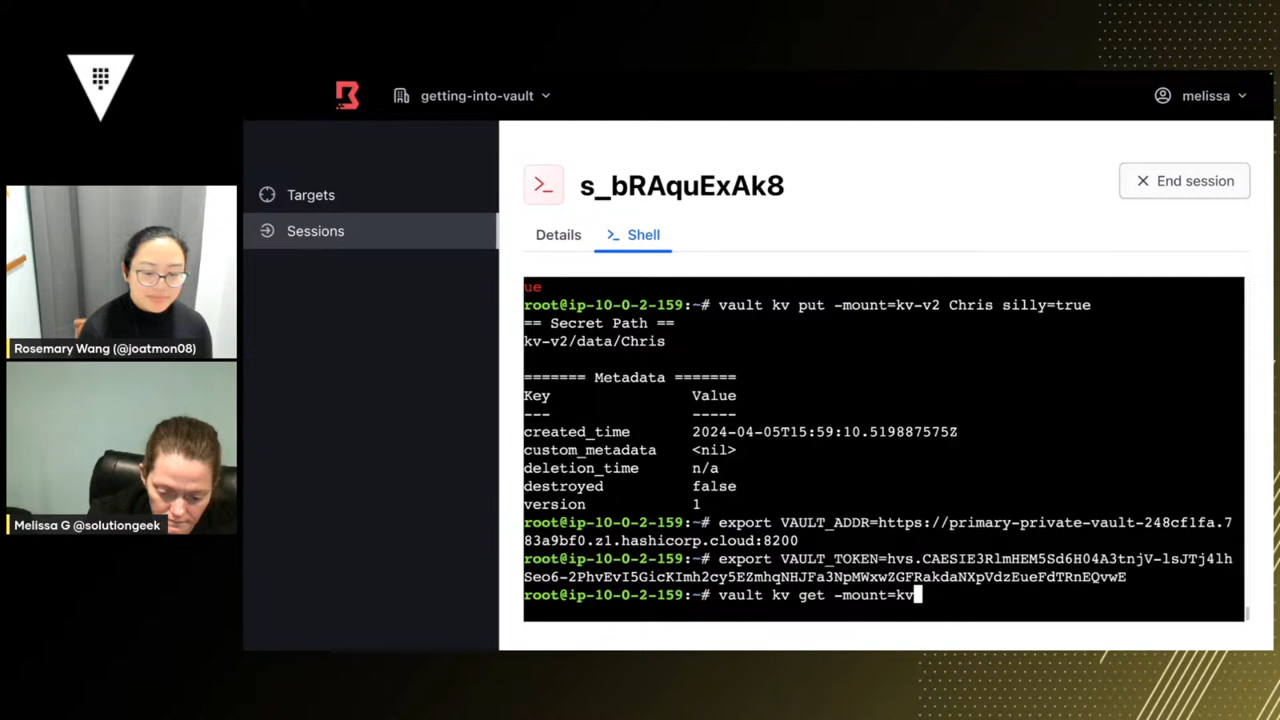 getting-into-vault
melissa
Targets
Sessions
s_bRAquExAk8
End session
Details
>_ Shell
ue
root@ip-10-0-2-159:~# vault kv put -mount=kv-v2 Chris silly=true
== Secret Path ==
kv-v2/data/Chris
======= Metadata =======
Key Value
--- -----
created_time 2024-04-05T15:59:10.519887575Z
custom_metadata <nil>
deletion_time n/a
destroyed false
version 1
root@ip-10-0-2-159:~# export VAULT_ADDR=https://primary-private-vault-248cf1fa.7
83a9bf0.z1.hashicorp.cloud:8200
root@ip-10-0-2-159:~# export VAULT_TOKEN=hvs.CAESIE3RlmHEM5Sd6H04A3tnjV-lsJTj4lh
Seo6-2PhvEvI5GicKImh2cy5EZmhqNHJFa3NpMWxwZGFRakdaNXpVdzEueFdTRnEQvwE
root@ip-10-0-2-159:~# vault kv get -mount=kv
Rosemary Wang (@joatmon08)
Melissa G @solutiongeek